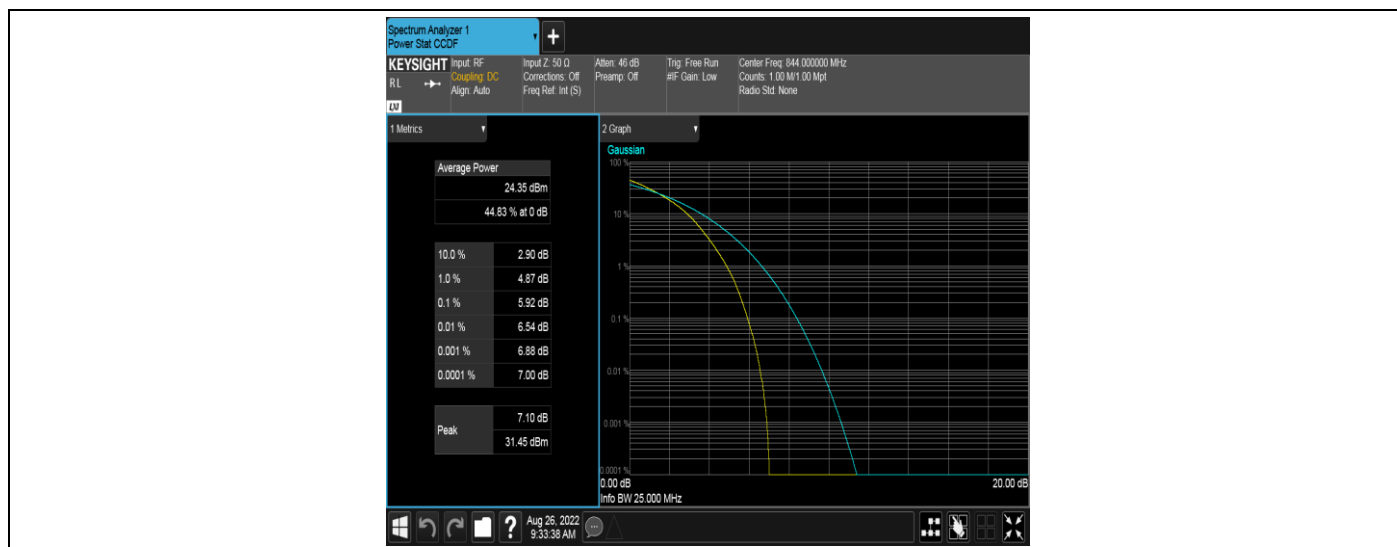 Spectrum Analyzer 1
Power Stat CCDF
+
KEYSIGHT
RL
LXI
Input: RF
Coupling: DC
Align: Auto
Input Z: 50 Ω
Corrections: Off
Freq Ref: Int (S)
Atten: 46 dB
Preamp: Off
Trig: Free Run
#IF Gain: Low
Center Freq: 844.000000 MHz
Counts: 1.00 M/1.00 Mpt
Radio Std: None
1 Metrics
Average Power
24.35 dBm
44.83 % at 0 dB
10.0 % 2.90 dB
1.0 % 4.87 dB
0.1 % 5.92 dB
0.01 % 6.54 dB
0.001 % 6.88 dB
0.0001 % 7.00 dB
Peak
7.10 dB
31.45 dBm
2 Graph
Gaussian
100 %
10 %
1 %
0.1 %
0.01 %
0.001 %
0.0001 %
0.00 dB 20.00 dB
Info BW 25.000 MHz
?
Aug 26, 2022
9:33:38 AM